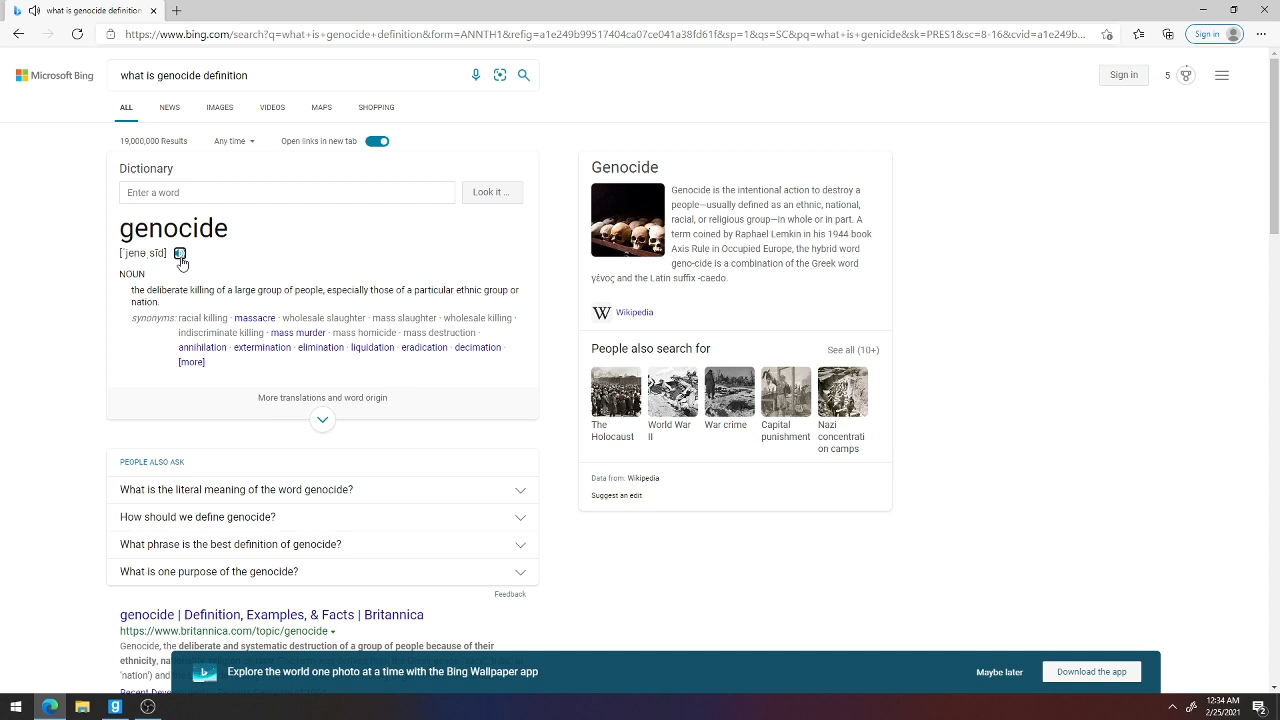 what is genocide definition
https://www.bing.com/search?q=what+is+genocide+definition&form=ANNTH1&refig=a1e249b99517404ca07ce041a38fd61f&sp=1&qs=SC&pq=what+is+genicide&sk=PRES1&sc=8-16&cvid=a1e249b...
Sign in
Microsoft Bing
what is genocide definition
Sign in
5
ALL
NEWS
IMAGES
VIDEOS
MAPS
SHOPPING
19,000,000 Results
Any time
Open links in new tab
Dictionary
Enter a word
Look it ...
genocide
[ˈjenəˌsīd]
NOUN
the deliberate killing of a large group of people, especially those of a particular ethnic group or
nation.
synonyms: racial killing · massacre · wholesale slaughter · mass slaughter · wholesale killing ·
indiscriminate killing · mass murder · mass homicide · mass destruction ·
annihilation · extermination · elimination · liquidation · eradication · decimation ·
[more]
More translations and word origin
PEOPLE ALSO ASK
What is the literal meaning of the word genocide?
How should we define genocide?
What phrase is the best definition of genocide?
What is one purpose of the genocide?
Feedback
genocide | Definition, Examples, & Facts | Britannica
https://www.britannica.com/topic/genocide
Genocide, the deliberate and systematic destruction of a group of people because of their
ethnicity,
'nation') and
Genocide
Genocide is the intentional action to destroy a
people—usually defined as an ethnic, national,
racial, or religious group—in whole or in part. A
term coined by Raphael Lemkin in his 1944 book
Axis Rule in Occupied Europe, the hybrid word
geno-cide is a combination of the Greek word
γένος and the Latin suffix -caedo.
W Wikipedia
People also search for
See all (10+)
The
Holocaust
World War
II
War crime
Capital
punishment
Nazi
concentrati
on camps
Data from: Wikipedia
Suggest an edit
Explore the world one photo at a time with the Bing Wallpaper app
Maybe later
Download the app
12:34 AM
2/25/2021
2